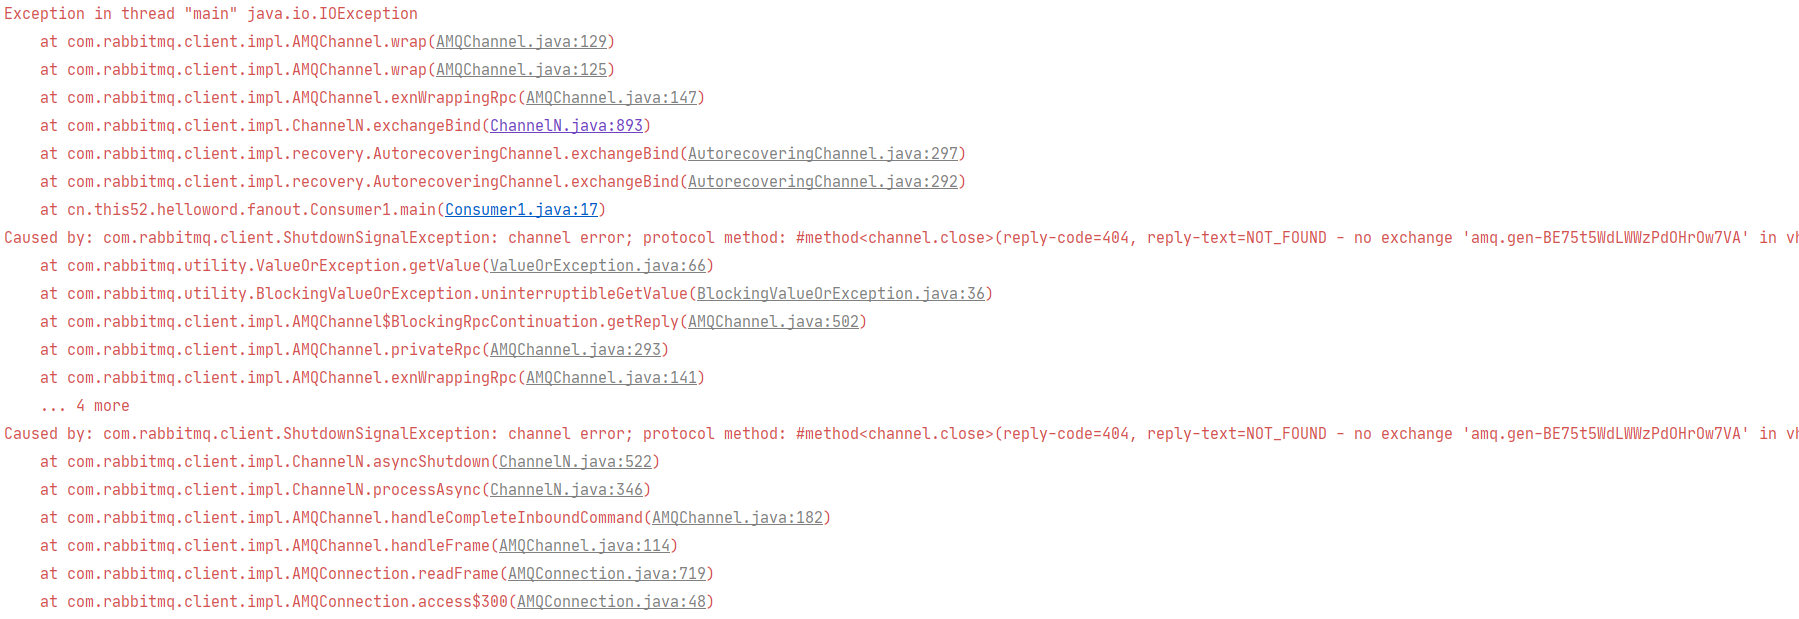 Exception in thread "main" java.io.IOException
at com.rabbitmq.client.impl.AMQChannel.wrap(AMQChannel.java:129)
at com.rabbitmq.client.impl.AMQChannel.wrap(AMQChannel.java:125)
at com.rabbitmq.client.impl.AMQChannel.exnWrappingRpc(AMQChannel.java:147)
at com.rabbitmq.client.impl.ChannelN.exchangeBind(ChannelN.java:893)
at com.rabbitmq.client.impl.recovery.AutorecoveringChannel.exchangeBind(AutorecoveringChannel.java:297)
at com.rabbitmq.client.impl.recovery.AutorecoveringChannel.exchangeBind(AutorecoveringChannel.java:292)
at cn.this52.helloword.fanout.Consumer1.main(Consumer1.java:17)
Caused by: com.rabbitmq.client.ShutdownSignalException: channel error; protocol method: #method<channel.close>(reply-code=404, reply-text=NOT_FOUND - no exchange 'amq.gen-BE75t5WdLWWzPdOHrOw7VA' in vh
at com.rabbitmq.utility.ValueOrException.getValue(ValueOrException.java:66)
at com.rabbitmq.utility.BlockingValueOrException.uninterruptibleGetValue(BlockingValueOrException.java:36)
at com.rabbitmq.client.impl.AMQChannel$BlockingRpcContinuation.getReply(AMQChannel.java:502)
at com.rabbitmq.client.impl.AMQChannel.privateRpc(AMQChannel.java:293)
at com.rabbitmq.client.impl.AMQChannel.exnWrappingRpc(AMQChannel.java:141)
... 4 more
Caused by: com.rabbitmq.client.ShutdownSignalException: channel error; protocol method: #method<channel.close>(reply-code=404, reply-text=NOT_FOUND - no exchange 'amq.gen-BE75t5WdLWWzPdOHrOw7VA' in vh
at com.rabbitmq.client.impl.ChannelN.asyncShutdown(ChannelN.java:522)
at com.rabbitmq.client.impl.ChannelN.processAsync(ChannelN.java:346)
at com.rabbitmq.client.impl.AMQChannel.handleCompleteInboundCommand(AMQChannel.java:182)
at com.rabbitmq.client.impl.AMQChannel.handleFrame(AMQChannel.java:114)
at com.rabbitmq.client.impl.AMQConnection.readFrame(AMQConnection.java:719)
at com.rabbitmq.client.impl.AMQConnection.access$300(AMQConnection.java:48)